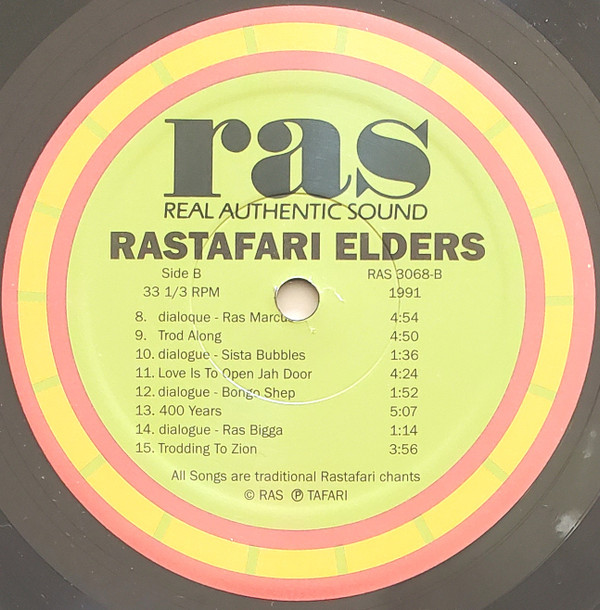 ras
REAL AUTHENTIC SOUND
RASTAFARI ELDERS
Side B RAS 3068-B
33 1/3 RPM 1991
8. dialoque - Ras Marcus 4:54
9. Trod Along 4:50
10. dialogue - Sista Bubbles 1:36
11. Love Is To Open Jah Door 4:24
12. dialogue - Bongo Shep 1:52
13. 400 Years 5:07
14. dialogue - Ras Bigga 1:14
15. Trodding To Zion 3:56
All Songs are traditional Rastafari chants
© RAS ℗ TAFARI